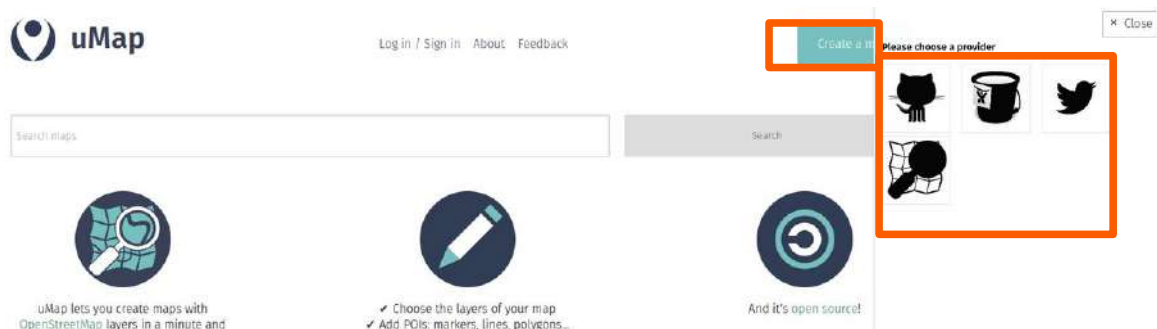 uMap
Log in / Sign in About Feedback
Create a
× Close
Please choose a provider
Search maps
Search
uMap lets you create maps with
OpenStreetMap layers in a minute and
✔ Choose the layers of your map
✔ Add POIs: markers, lines, polygons...
And it's open source!